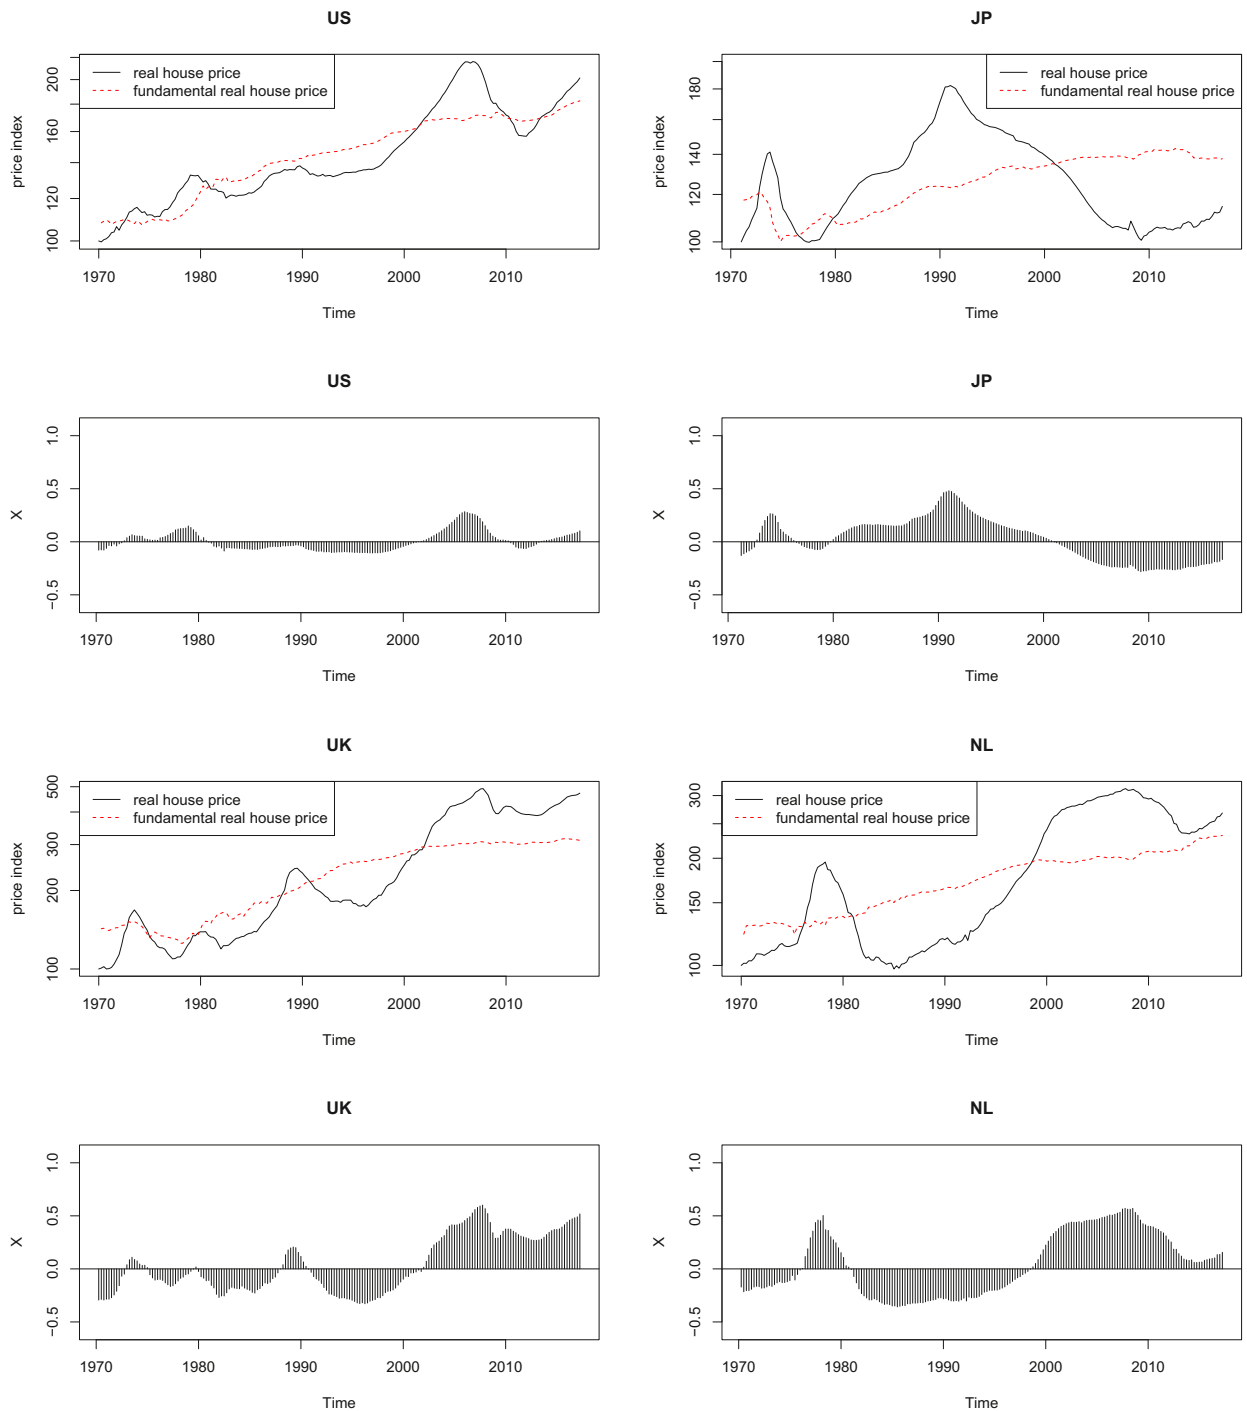 US
price index
200
160
120
100
real house price
fundamental real house price
1970 1980 1990 2000 2010
Time
JP
price index
180
140
120
100
real house price
fundamental real house price
1970 1980 1990 2000 2010
Time
US
X
1.0
0.5
0.0
−0.5
1970 1980 1990 2000 2010
Time
JP
X
1.0
0.5
0.0
−0.5
1970 1980 1990 2000 2010
Time
UK
price index
500
300
200
100
real house price
fundamental real house price
1970 1980 1990 2000 2010
Time
NL
price index
300
200
150
100
real house price
fundamental real house price
1970 1980 1990 2000 2010
Time
UK
X
1.0
0.5
0.0
−0.5
1970 1980 1990 2000 2010
Time
NL
X
1.0
0.5
0.0
−0.5
1970 1980 1990 2000 2010
Time